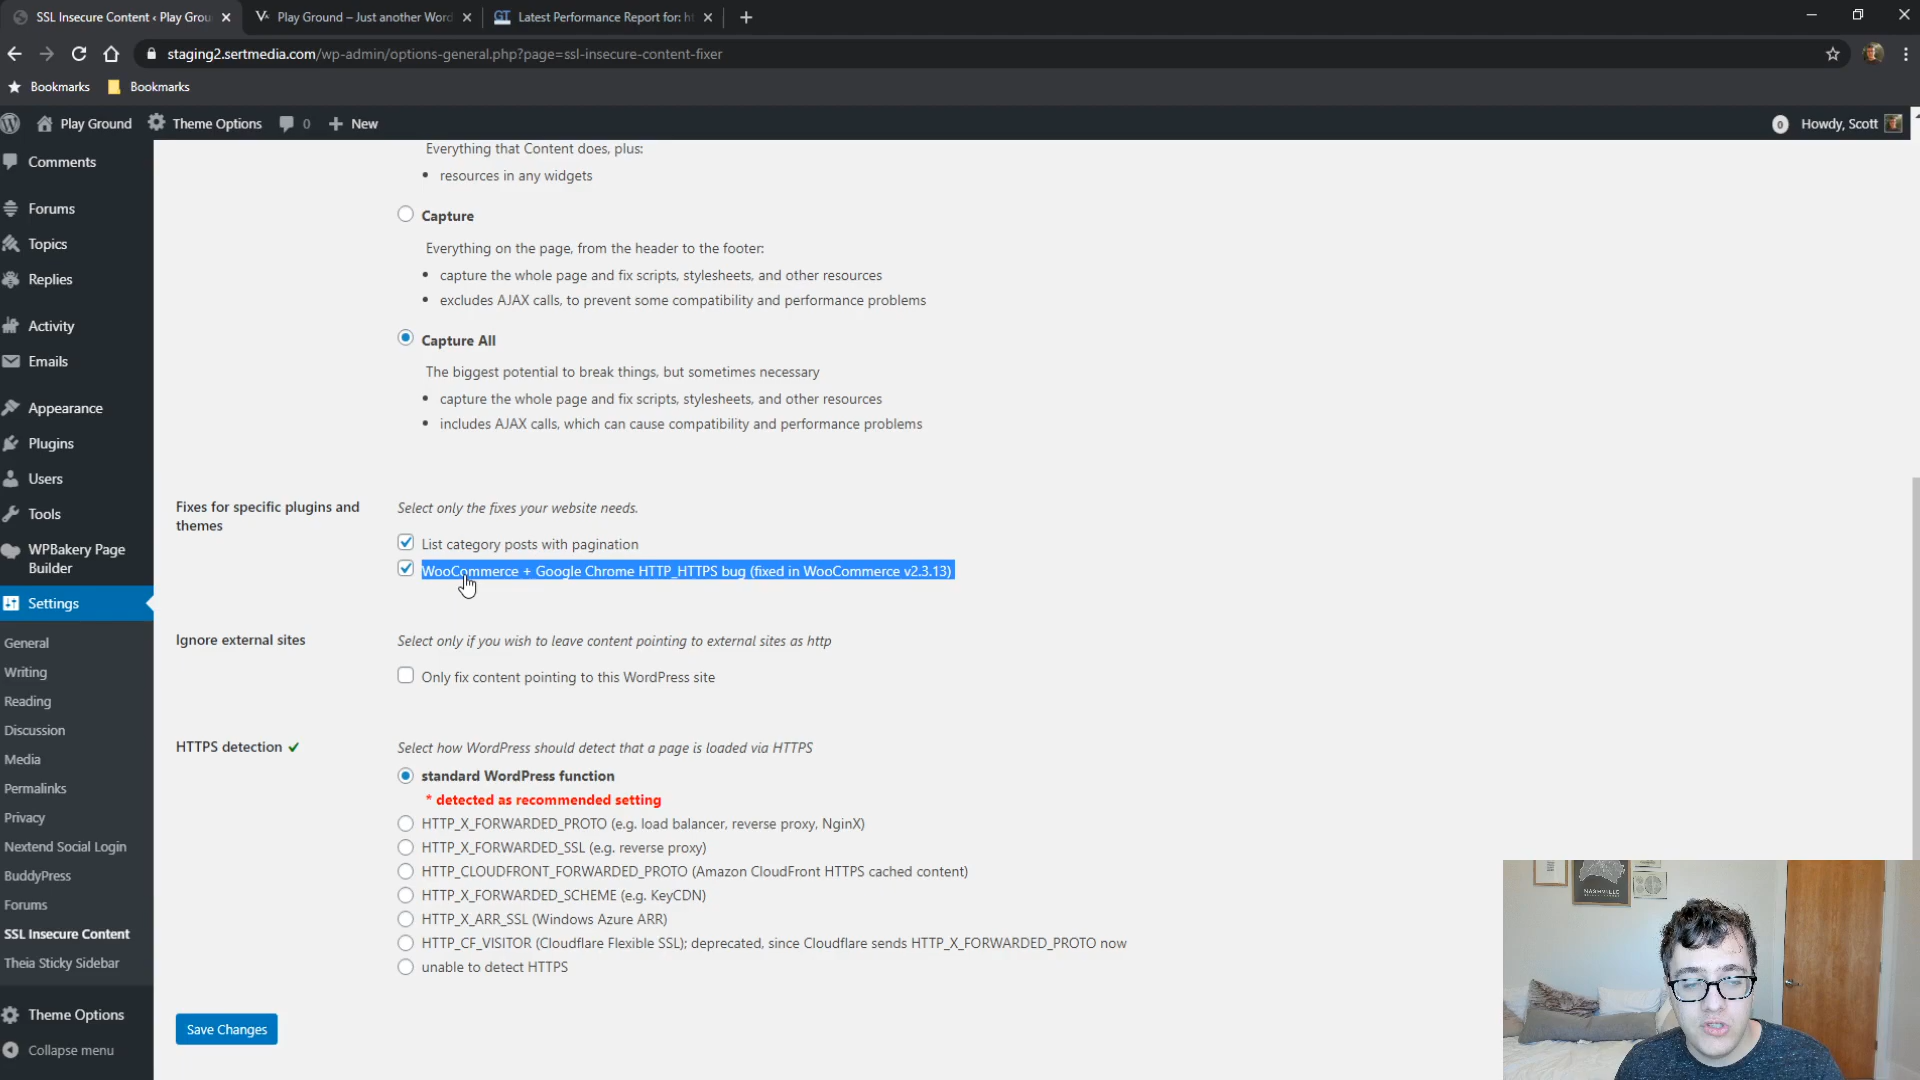 SSL Insecure Content ‹ Play Grou
Play Ground – Just another Word
GT Latest Performance Report for: ht
staging2.sertmedia.com/wp-admin/options-general.php?page=ssl-insecure-content-fixer
Bookmarks Bookmarks
Play Ground Theme Options 0 New 0 Howdy, Scott
Comments
Forums
Topics
Replies
Activity
Emails
Appearance
Plugins
Users
Tools
WPBakery Page
Builder
Settings
General
Writing
Reading
Discussion
Media
Permalinks
Privacy
Nextend Social Login
BuddyPress
Forums
SSL Insecure Content
Theia Sticky Sidebar
Theme Options
Collapse menu
Everything that Content does, plus:
• resources in any widgets
Capture
Everything on the page, from the header to the footer:
• capture the whole page and fix scripts, stylesheets, and other resources
• excludes AJAX calls, to prevent some compatibility and performance problems
Capture All
The biggest potential to break things, but sometimes necessary
• capture the whole page and fix scripts, stylesheets, and other resources
• includes AJAX calls, which can cause compatibility and performance problems
Fixes for specific plugins and
themes
Select only the fixes your website needs.
List category posts with pagination
WooCommerce + Google Chrome HTTP_HTTPS bug (fixed in WooCommerce v2.3.13)
Ignore external sites
Select only if you wish to leave content pointing to external sites as http
Only fix content pointing to this WordPress site
HTTPS detection ✔
Select how WordPress should detect that a page is loaded via HTTPS
standard WordPress function
* detected as recommended setting
HTTP_X_FORWARDED_PROTO (e.g. load balancer, reverse proxy, NginX)
HTTP_X_FORWARDED_SSL (e.g. reverse proxy)
HTTP_CLOUDFRONT_FORWARDED_PROTO (Amazon CloudFront HTTPS cached content)
HTTP_X_FORWARDED_SCHEME (e.g. KeyCDN)
HTTP_X_ARR_SSL (Windows Azure ARR)
HTTP_CF_VISITOR (Cloudflare Flexible SSL); deprecated, since Cloudflare sends HTTP_X_FORWARDED_PROTO now
unable to detect HTTPS
Save Changes
NASHVILLE